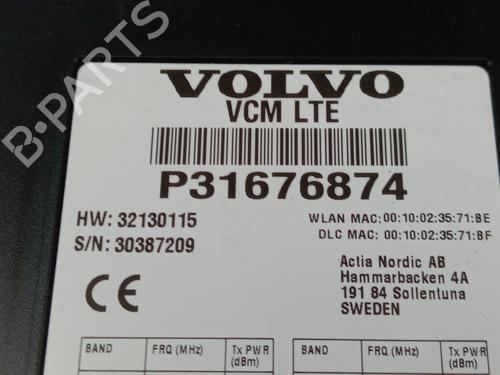 B-PARTS
VOLVO
VCM LTE
P31676874
HW: 32130115
S/N: 30387209
WLAN MAC: 00:10:02:35:71:BE
DLC MAC: 00:10:02:35:71:BF
Actia Nordic AB
Hammarbacken 4A
191 84 Sollentuna
SWEDEN
CE
BAND FRQ (MHz) Tx PWR (dBm)
BAND FRQ (MHz) Tx PWR (dBm)